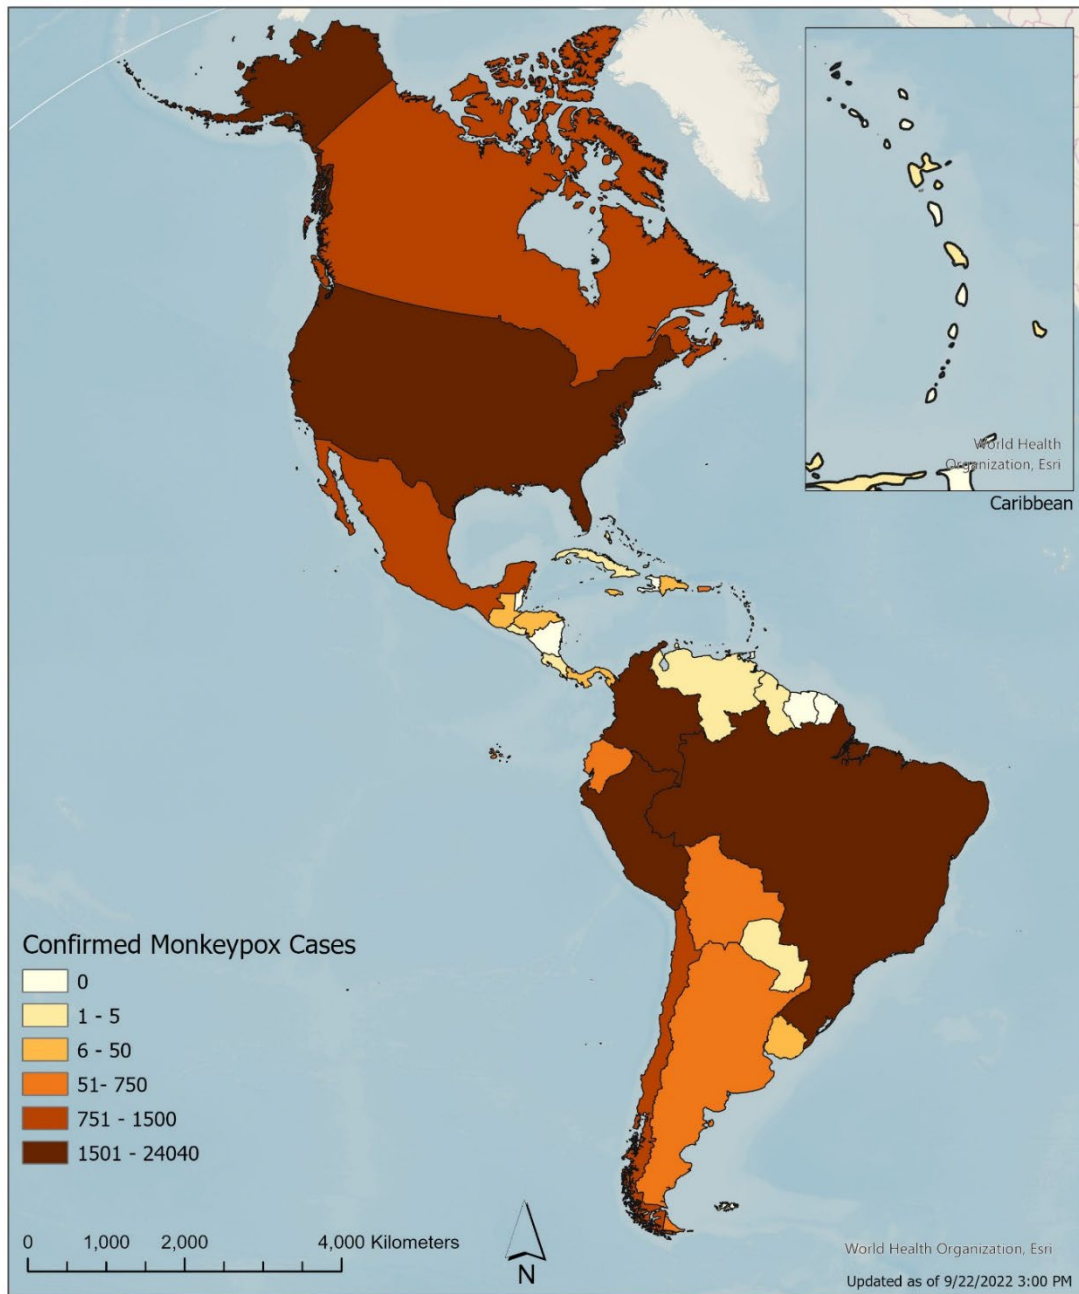 World Health
Organization, Esri
Caribbean
Confirmed Monkeypox Cases
0
1 - 5
6 - 50
51- 750
751 - 1500
1501 - 24040
0 1,000 2,000 4,000 Kilometers
N
World Health Organization, Esri
Updated as of 9/22/2022 3:00 PM